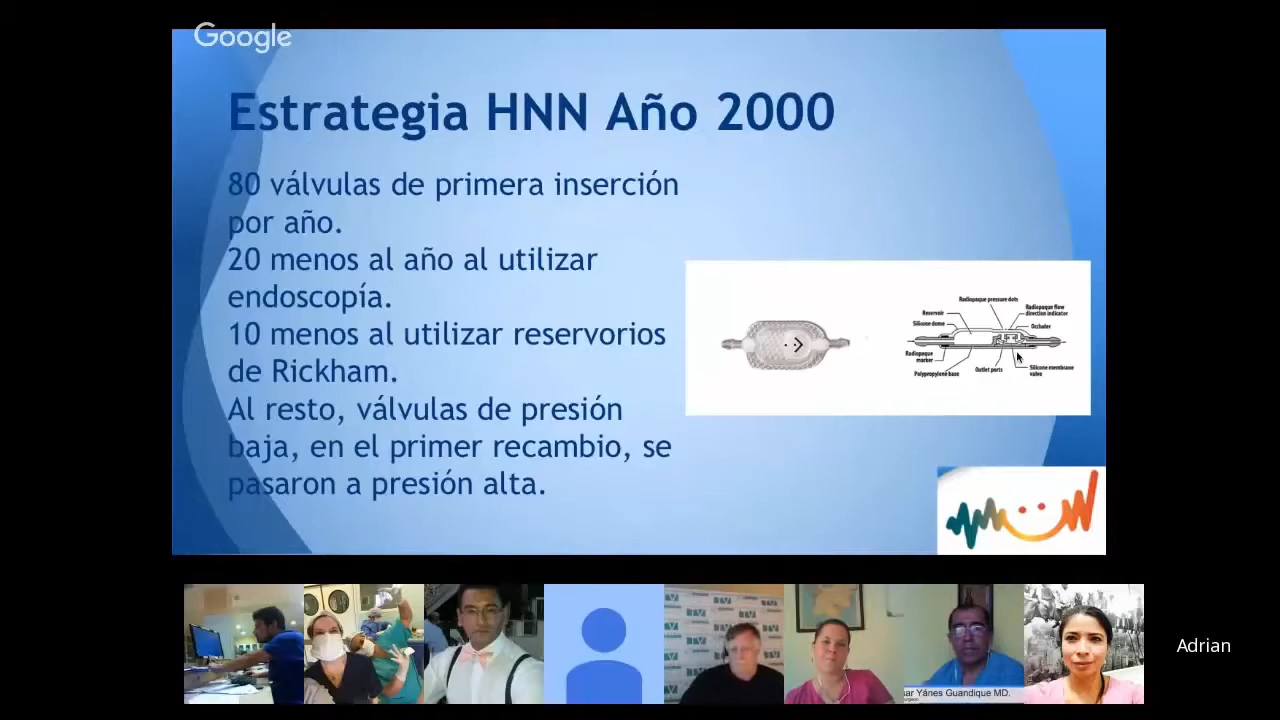 Google
Estrategia HNN Año 2000
80 válvulas de primera inserción
por año.
20 menos al año al utilizar
endoscopía.
10 menos al utilizar reservorios
de Rickham.
Al resto, válvulas de presión
baja, en el primer recambio, se
pasaron a presión alta.
Radiopaque pressure dots
Reservoir
Radiopaque flow
direction indicator
Silicone dome
Occluder
Radiopaque
marker
Polypropylene base
Outlet ports
Silicone membrane
valve
Yánes Guandique MD.
Adrian